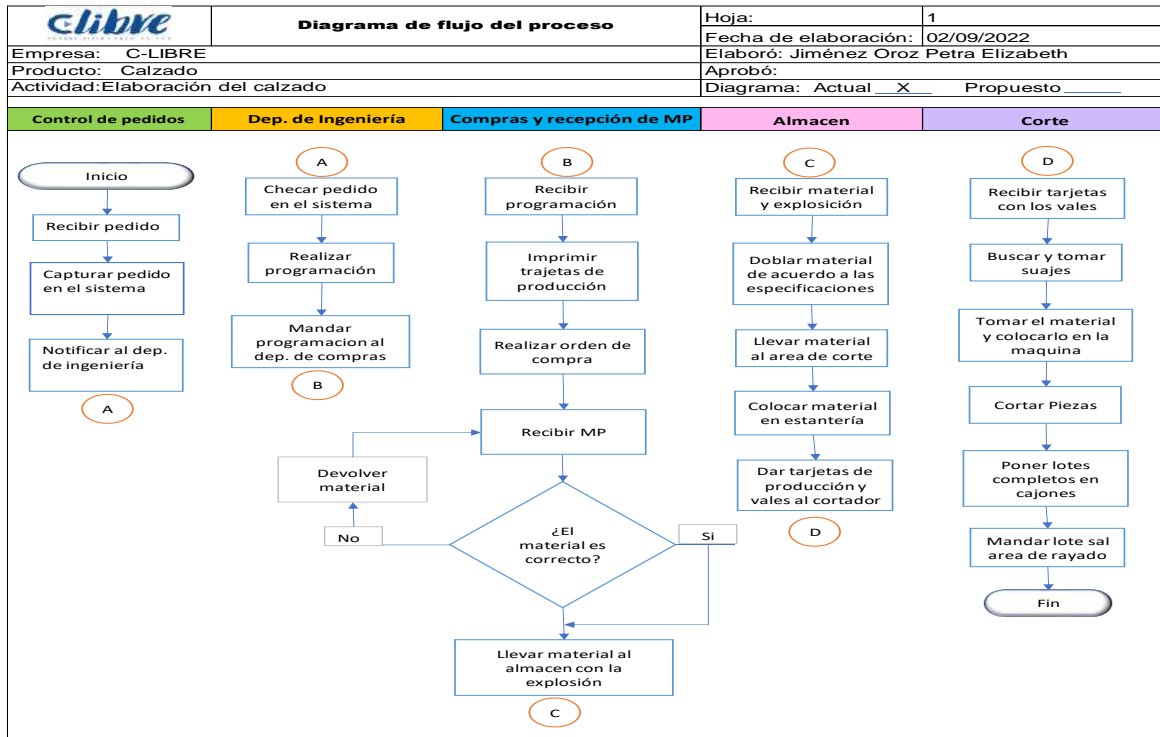 Clibre
Diagrama de flujo del proceso
Hoja: 1
Fecha de elaboración: 02/09/2022
Empresa: C-LIBRE
Elaboró: Jiménez Oroz Petra Elizabeth
Producto: Calzado
Aprobó:
Actividad:Elaboración del calzado
Diagrama: Actual X Propuesto
Control de pedidos
Dep. de Ingeniería
Compras y recepción de MP
Almacen
Corte
Inicio
Recibir pedido
Capturar pedido
en el sistema
Notificar al dep.
de ingeniería
A
A
Checar pedido
en el sistema
Realizar
programación
Mandar
programacion al
dep. de compras
B
B
Recibir
programación
Imprimir
trajetas de
producción
Realizar orden de
compra
Recibir MP
Devolver
material
No
¿El
material es
correcto?
Si
Llevar material al
almacen con la
explosión
C
C
Recibir material
y explosición
Doblar material
de acuerdo a las
especificaciones
Llevar material
al area de corte
Colocar material
en estantería
Dar tarjetas de
producción y
vales al cortador
D
D
Recibir tarjetas
con los vales
Buscar y tomar
suajes
Tomar el material
y colocarlo en la
maquina
Cortar Piezas
Poner lotes
completos en
cajones
Mandar lote sal
area de rayado
Fin